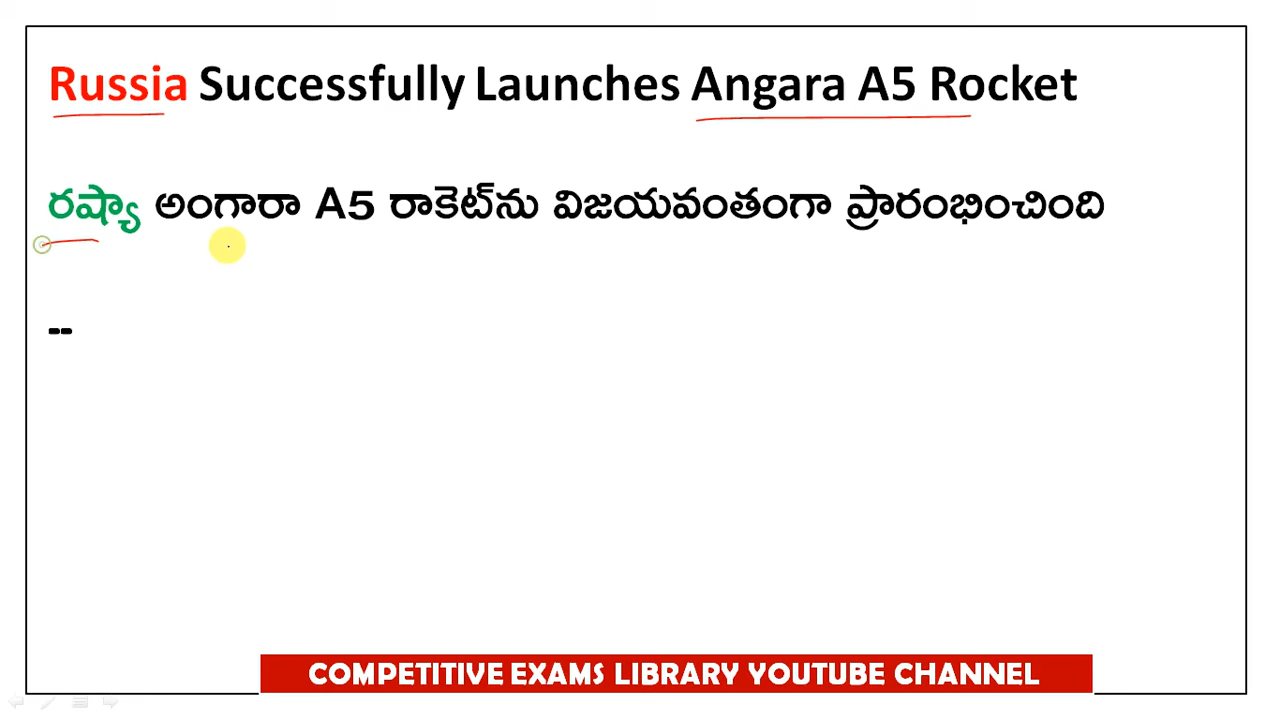 Russia Successfully Launches Angara A5 Rocket
రష్యా అంగారా A5 రాకెట్‌ను విజయవంతంగా ప్రారంభించింది
--
COMPETITIVE EXAMS LIBRARY YOUTUBE CHANNEL